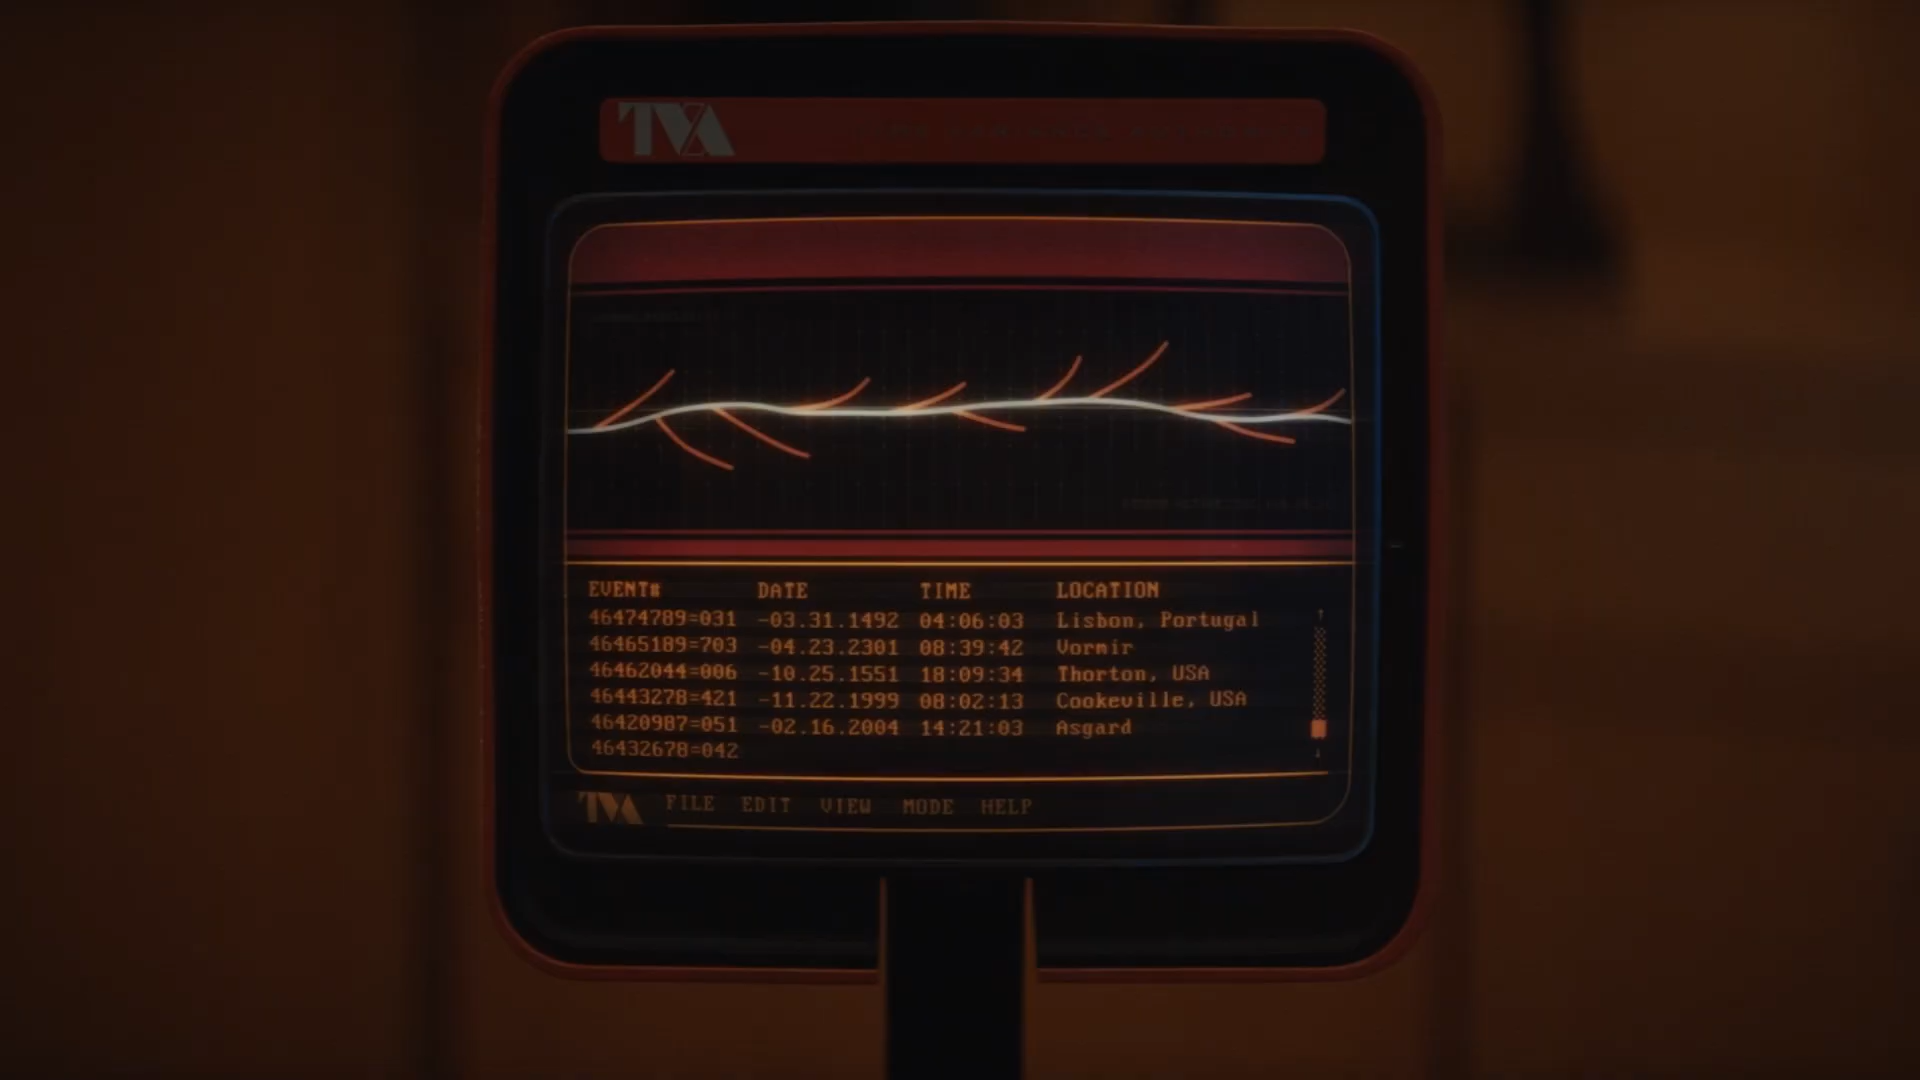 TVA
EVENT# DATE TIME LOCATION
46474789=031 -03.31.1492 04:06:03 Lisbon, Portugal
46465189=703 -04.23.2301 08:39:42 Vormir
46462044=006 -10.25.1551 18:09:34 Thorton, USA
46443278=421 -11.22.1999 08:02:13 Cookeville, USA
46420987=051 -02.16.2004 14:21:03 Asgard
46432678=042
TVA FILE EDIT VIEW MODE HELP